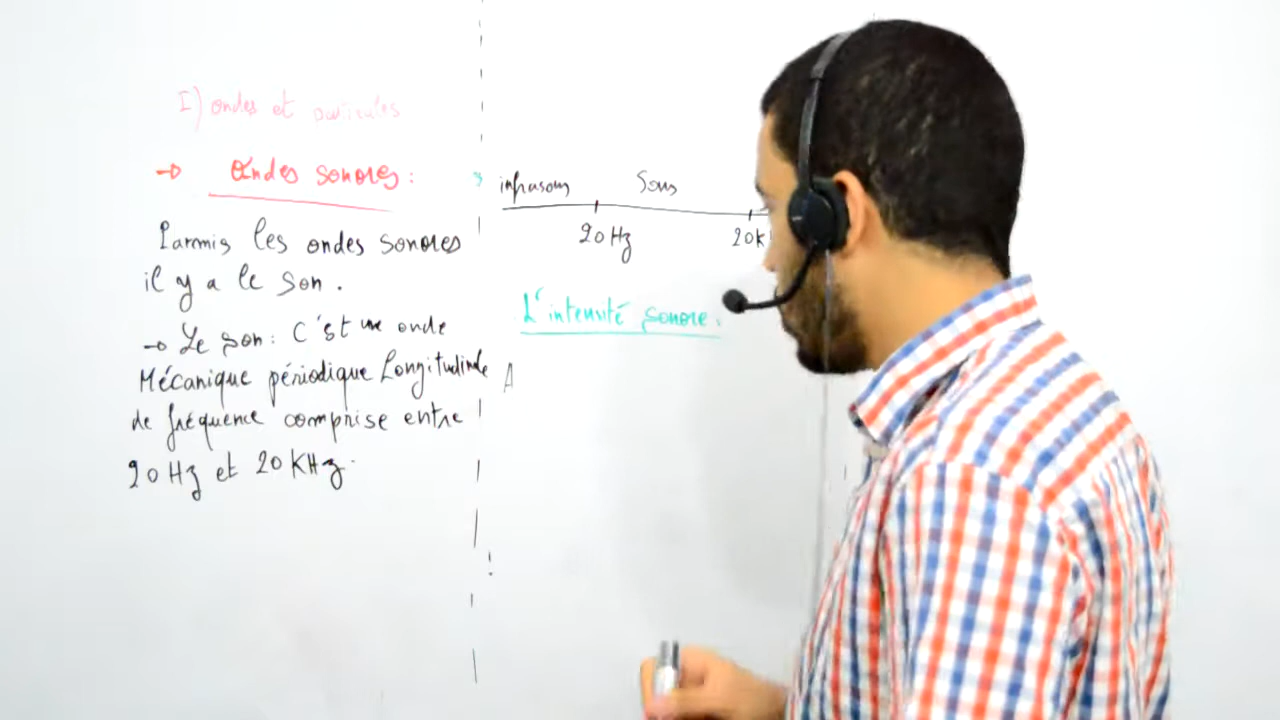 I) ondes et particules
→ Ondes sonores :
Parmis les ondes sonores
il y a le son.
→ Le son : C'est une onde
Mécanique périodique Longitudinale
de fréquence comprise entre
20 Hz et 20 KHz.
infrasons Sons
20 Hz 20k
L'intensité sonore :
A